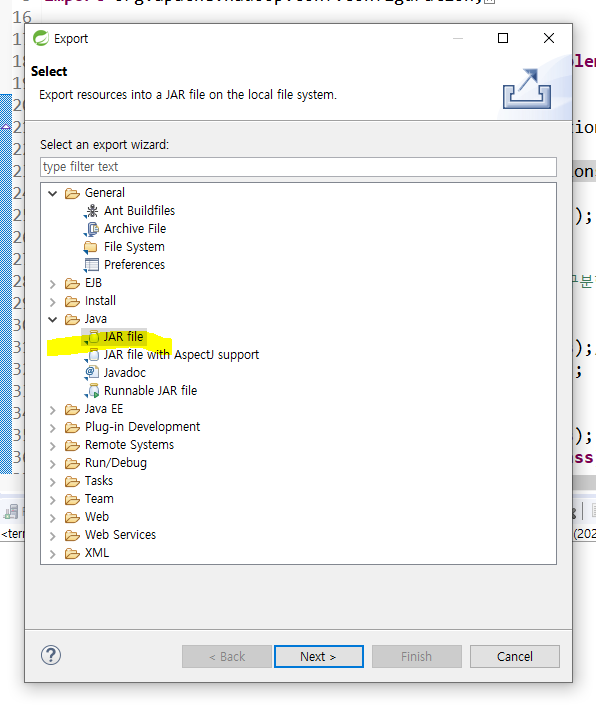 16
Export
Select
Export resources into a JAR file on the local file system.
Select an export wizard:
type filter text
General
Ant Buildfiles
Archive File
File System
Preferences
EJB
Install
Java
JAR file
JAR file with AspectJ support
Javadoc
Runnable JAR file
Java EE
Plug-in Development
Remote Systems
Run/Debug
Tasks
Team
Web
Web Services
XML
?
< Back
Next >
Finish
Cancel